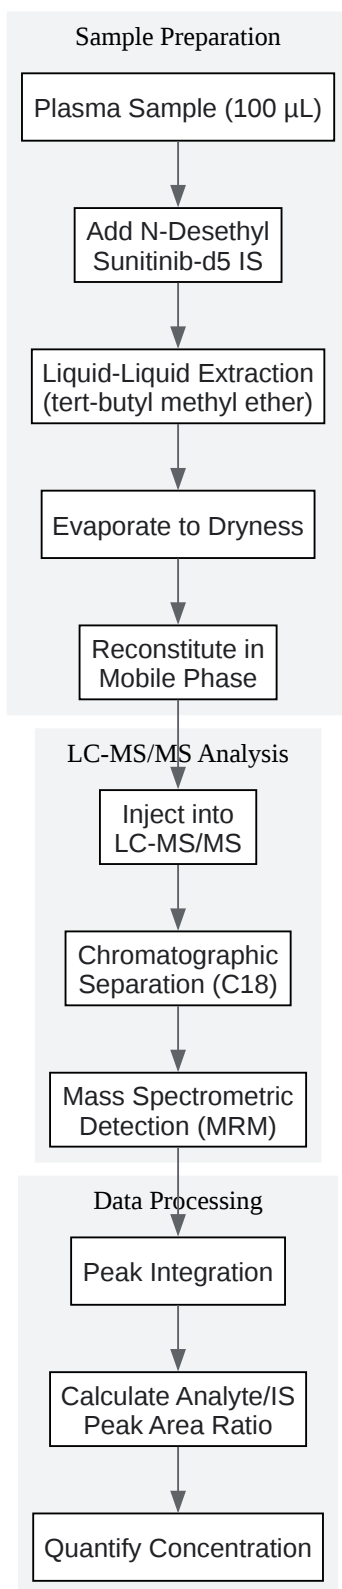 Sample Preparation
Plasma Sample (100 µL)
Add N-Desethyl
Sunitinib-d5 IS
Liquid-Liquid Extraction
(tert-butyl methyl ether)
Evaporate to Dryness
Reconstitute in
Mobile Phase
LC-MS/MS Analysis
Inject into
LC-MS/MS
Chromatographic
Separation (C18)
Mass Spectrometric
Detection (MRM)
Data Processing
Peak Integration
Calculate Analyte/IS
Peak Area Ratio
Quantify Concentration